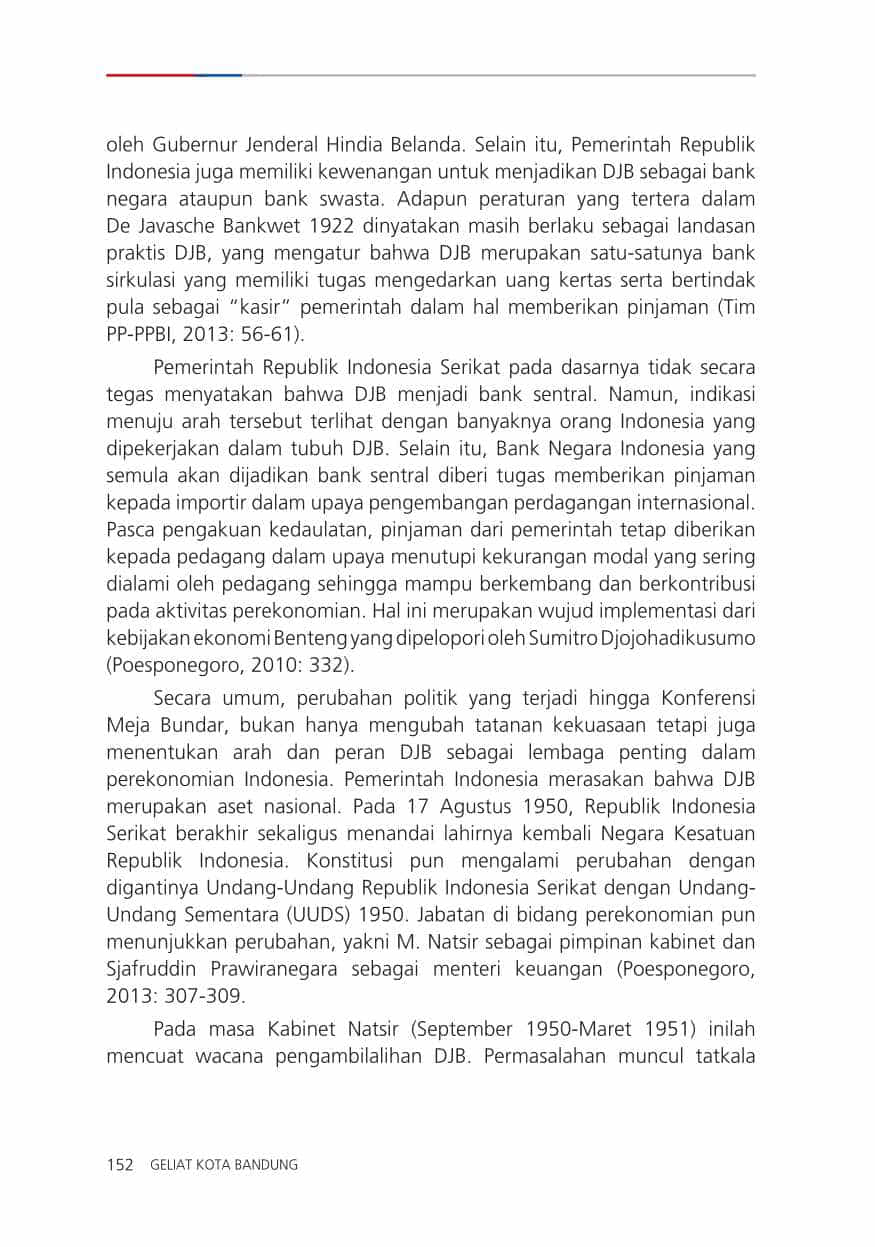 oleh Gubernur Jenderal Hindia Belanda. Selain itu, Pemerintah Republik
Indonesia juga memiliki kewenangan untuk menjadikan DJB sebagai bank
negara ataupun bank swasta. Adapun peraturan yang tertera dalam
De Javasche Bankwet 1922 dinyatakan masih berlaku sebagai landasan
praktis DJB, yang mengatur bahwa DJB merupakan satu-satunya bank
sirkulasi yang memiliki tugas mengedarkan uang kertas serta bertindak
pula sebagai “kasir” pemerintah dalam hal memberikan pinjaman (Tim
PP-PPBI, 2013: 56-61).
Pemerintah Republik Indonesia Serikat pada dasarnya tidak secara
tegas menyatakan bahwa DJB menjadi bank sentral. Namun, indikasi
menuju arah tersebut terlihat dengan banyaknya orang Indonesia yang
dipekerjakan dalam tubuh DJB. Selain itu, Bank Negara Indonesia yang
semula akan dijadikan bank sentral diberi tugas memberikan pinjaman
kepada importir dalam upaya pengembangan perdagangan internasional.
Pasca pengakuan kedaulatan, pinjaman dari pemerintah tetap diberikan
kepada pedagang dalam upaya menutupi kekurangan modal yang sering
dialami oleh pedagang sehingga mampu berkembang dan berkontribusi
pada aktivitas perekonomian. Hal ini merupakan wujud implementasi dari
kebijakan ekonomi Benteng yang dipelopori oleh Sumitro Djojohadikusumo
(Poesponegoro, 2010: 332).
Secara umum, perubahan politik yang terjadi hingga Konferensi
Meja Bundar, bukan hanya mengubah tatanan kekuasaan tetapi juga
menentukan arah dan peran DJB sebagai lembaga penting dalam
perekonomian Indonesia. Pemerintah Indonesia merasakan bahwa DJB
merupakan aset nasional. Pada 17 Agustus 1950, Republik Indonesia
Serikat berakhir sekaligus menandai lahirnya kembali Negara Kesatuan
Republik Indonesia. Konstitusi pun mengalami perubahan dengan
digantinya Undang-Undang Republik Indonesia Serikat dengan Undang-
Undang Sementara (UUDS) 1950. Jabatan di bidang perekonomian pun
menunjukkan perubahan, yakni M. Natsir sebagai pimpinan kabinet dan
Sjafruddin Prawiranegara sebagai menteri keuangan (Poesponegoro,
2013: 307-309.
Pada masa Kabinet Natsir (September 1950-Maret 1951) inilah
mencuat wacana pengambilalihan DJB. Permasalahan muncul tatkala
152 GELIAT KOTA BANDUNG